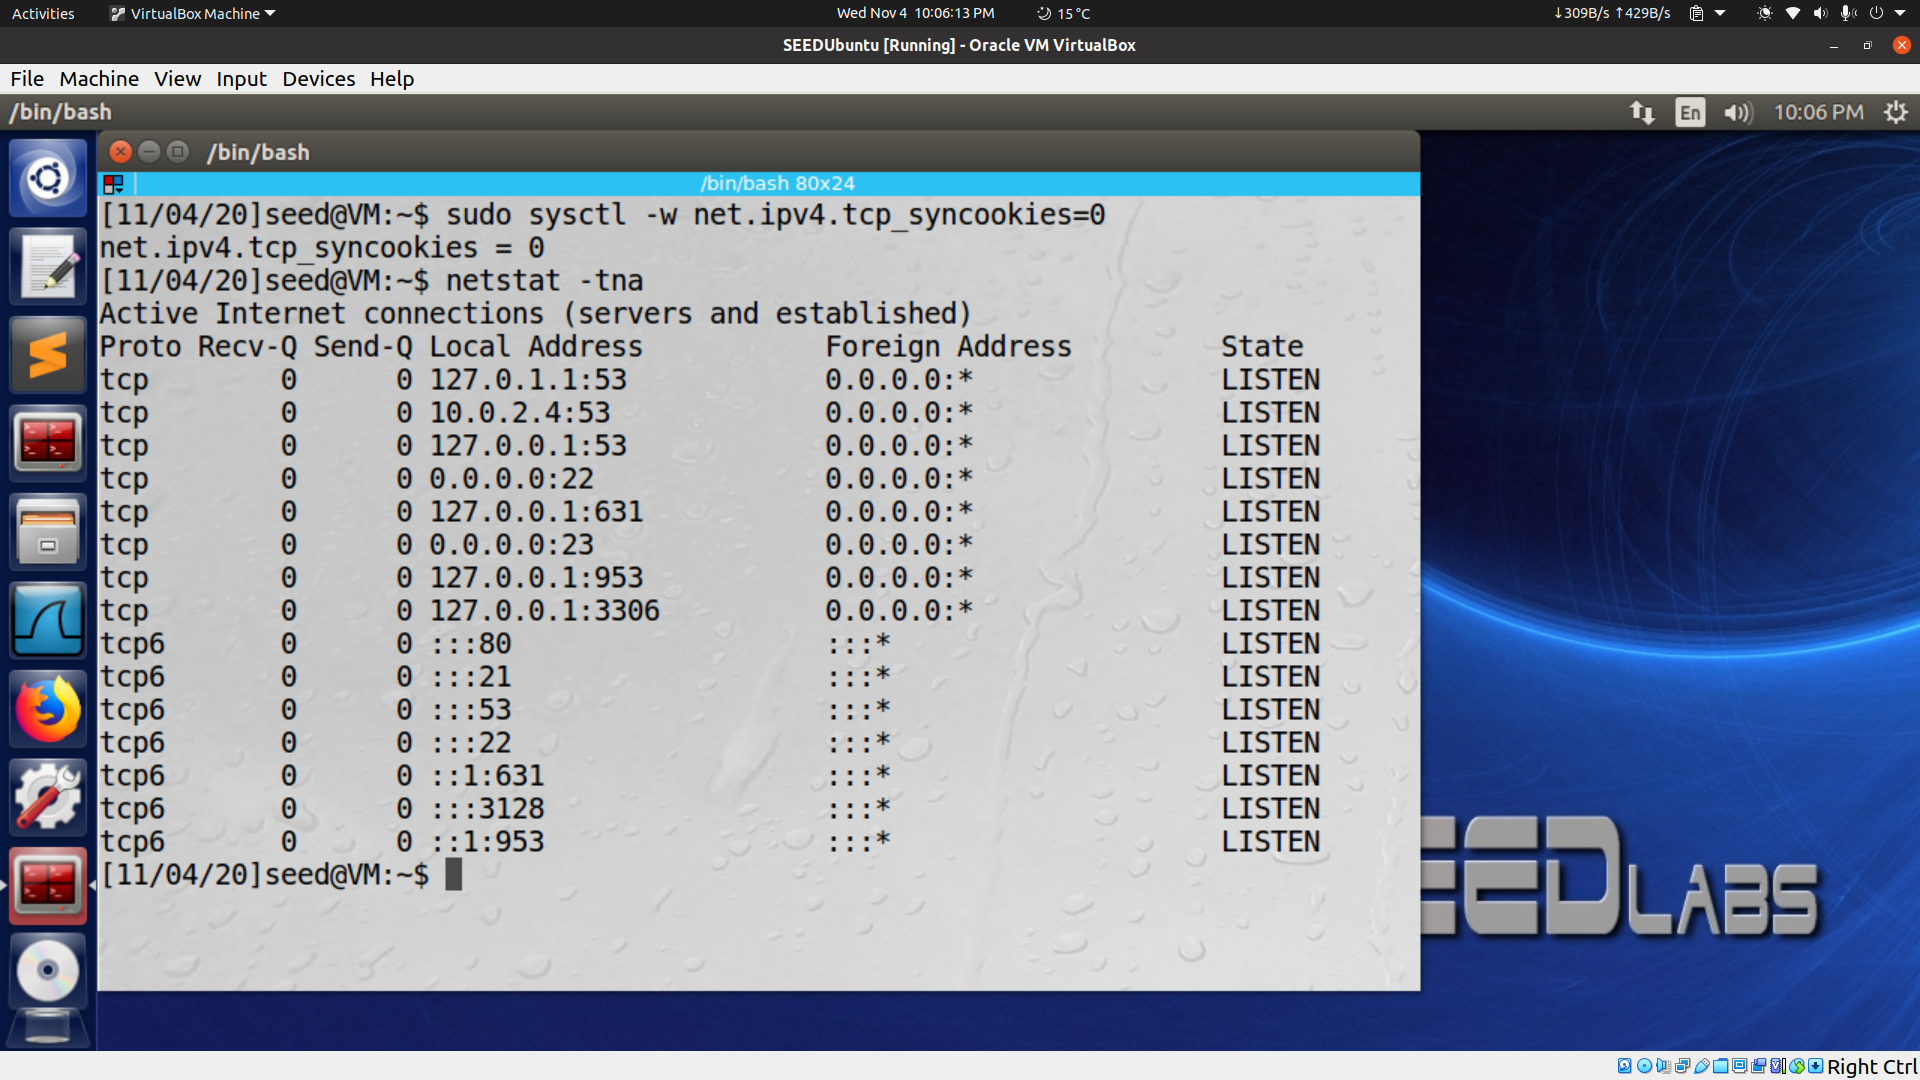 Activities VirtualBox Machine Wed Nov 4 10:06:13 PM 15 °C ↓309B/s ↑429B/s
SEEDUbuntu [Running] - Oracle VM VirtualBox
File Machine View Input Devices Help
/bin/bash En 10:06 PM
/bin/bash
/bin/bash 80x24
[11/04/20]seed@VM:~$ sudo sysctl -w net.ipv4.tcp_syncookies=0
net.ipv4.tcp_syncookies = 0
[11/04/20]seed@VM:~$ netstat -tna
Active Internet connections (servers and established)
Proto Recv-Q Send-Q Local Address Foreign Address State
tcp 0 0 127.0.1.1:53 0.0.0.0:* LISTEN
tcp 0 0 10.0.2.4:53 0.0.0.0:* LISTEN
tcp 0 0 127.0.0.1:53 0.0.0.0:* LISTEN
tcp 0 0 0.0.0.0:22 0.0.0.0:* LISTEN
tcp 0 0 127.0.0.1:631 0.0.0.0:* LISTEN
tcp 0 0 0.0.0.0:23 0.0.0.0:* LISTEN
tcp 0 0 127.0.0.1:953 0.0.0.0:* LISTEN
tcp 0 0 127.0.0.1:3306 0.0.0.0:* LISTEN
tcp6 0 0 :::80 :::* LISTEN
tcp6 0 0 :::21 :::* LISTEN
tcp6 0 0 :::53 :::* LISTEN
tcp6 0 0 :::22 :::* LISTEN
tcp6 0 0 ::1:631 :::* LISTEN
tcp6 0 0 :::3128 :::* LISTEN
tcp6 0 0 ::1:953 :::* LISTEN
[11/04/20]seed@VM:~$
EED LABS
Right Ctrl